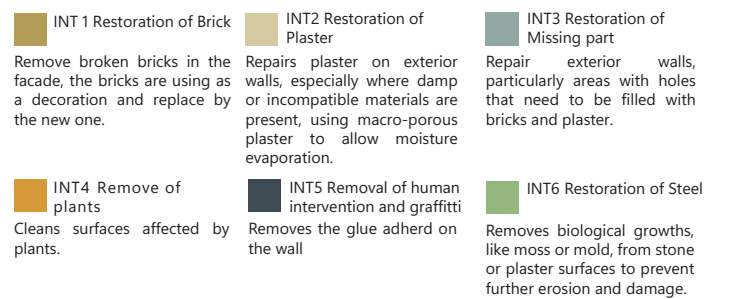 INT 1 Restoration of Brick
Remove broken bricks in the
facade, the bricks are using as
a decoration and replace by
the new one.
INT2 Restoration of
Plaster
Repairs plaster on exterior
walls, especially where damp
or incompatible materials are
present, using macro-porous
plaster to allow moisture
evaporation.
INT3 Restoration of
Missing part
Repair exterior walls,
particularly areas with holes
that need to be filled with
bricks and plaster.
INT4 Remove of
plants
Cleans surfaces affected by
plants.
INT5 Removal of human
intervention and graffitti
Removes the glue adherd on
the wall
INT6 Restoration of Steel
Removes biological growths,
like moss or mold, from stone
or plaster surfaces to prevent
further erosion and damage.